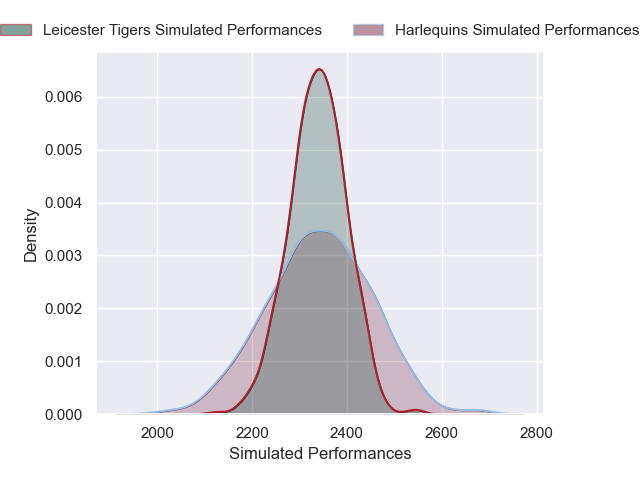 Leicester Tigers Simulated Performances Harlequins Simulated Performances
0.006
0.005
0.004
0.003
0.002
0.001
0.000
Density
2000 2200 2400 2600 2800
Simulated Performances